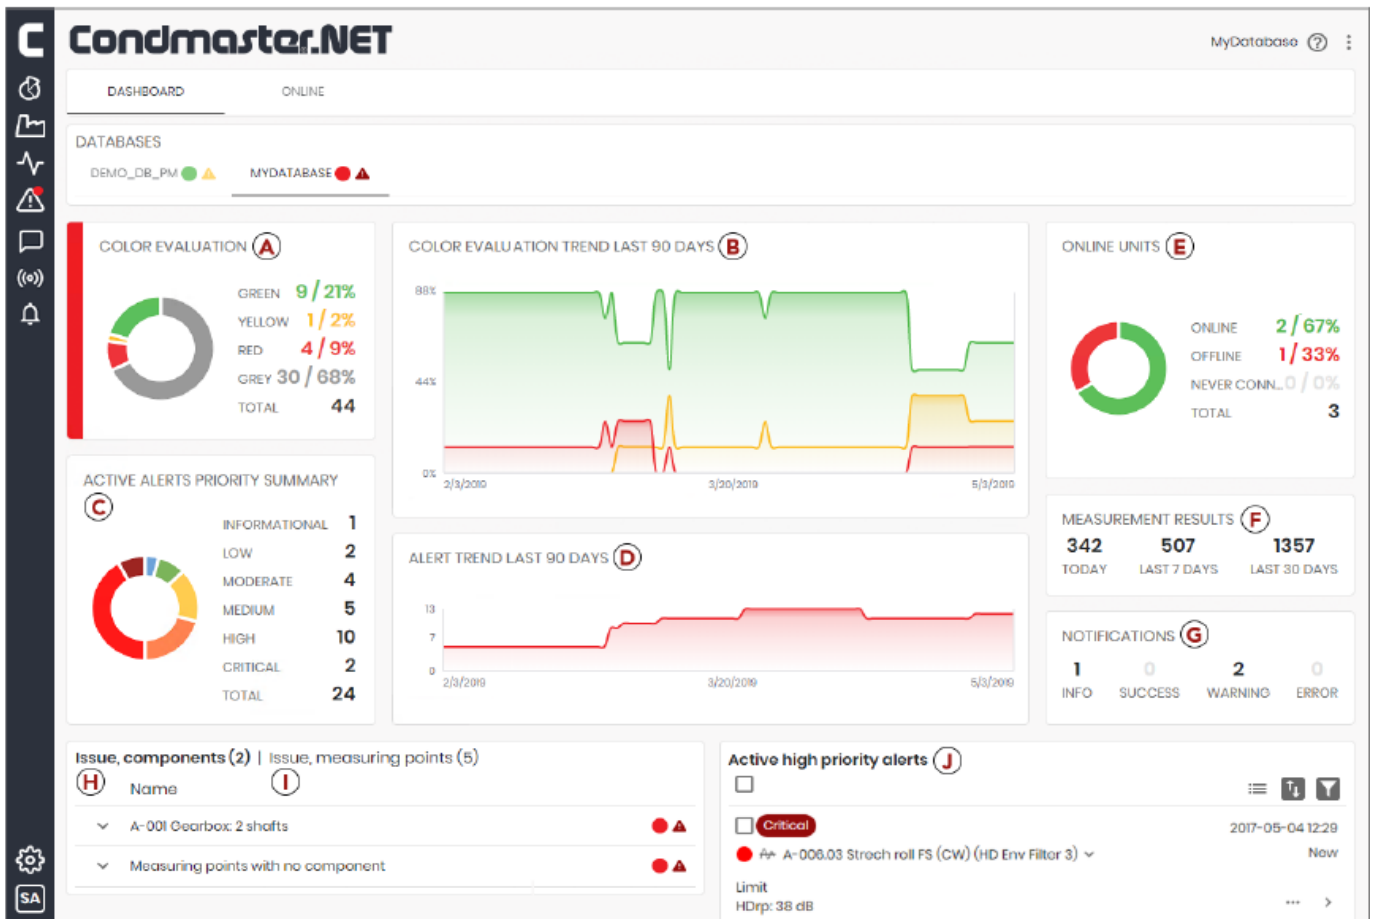 Condmaster.NET
MyDatabase ?
DASHBOARD ONLINE
DATABASES
DEMO_DB_PM MYDATABASE
COLOR EVALUATION A
GREEN 9 / 21%
YELLOW 1 / 2%
RED 4 / 9%
GREY 30 / 68%
TOTAL 44
COLOR EVALUATION TREND LAST 90 DAYS B
88%
44%
0%
2/3/2019 3/20/2019 5/3/2019
ONLINE UNITS E
ONLINE 2 / 67%
OFFLINE 1 / 33%
NEVER CONN... 0 / 0%
TOTAL 3
ACTIVE ALERTS PRIORITY SUMMARY
C
INFORMATIONAL 1
LOW 2
MODERATE 4
MEDIUM 5
HIGH 10
CRITICAL 2
TOTAL 24
ALERT TREND LAST 90 DAYS D
13
7
0
2/3/2019 3/20/2019 5/3/2019
MEASUREMENT RESULTS F
342 507 1357
TODAY LAST 7 DAYS LAST 30 DAYS
NOTIFICATIONS G
1 0 2 0
INFO SUCCESS WARNING ERROR
Issue, components (2) | Issue, measuring points (5)
H I
Name
A-001 Gearbox: 2 shafts
Measuring points with no component
Active high priority alerts J
Critical 2017-05-04 12:29
A-006.03 Strech roll FS (CW) (HD Env Filter 3) New
Limit
HDrp: 38 dB
SA